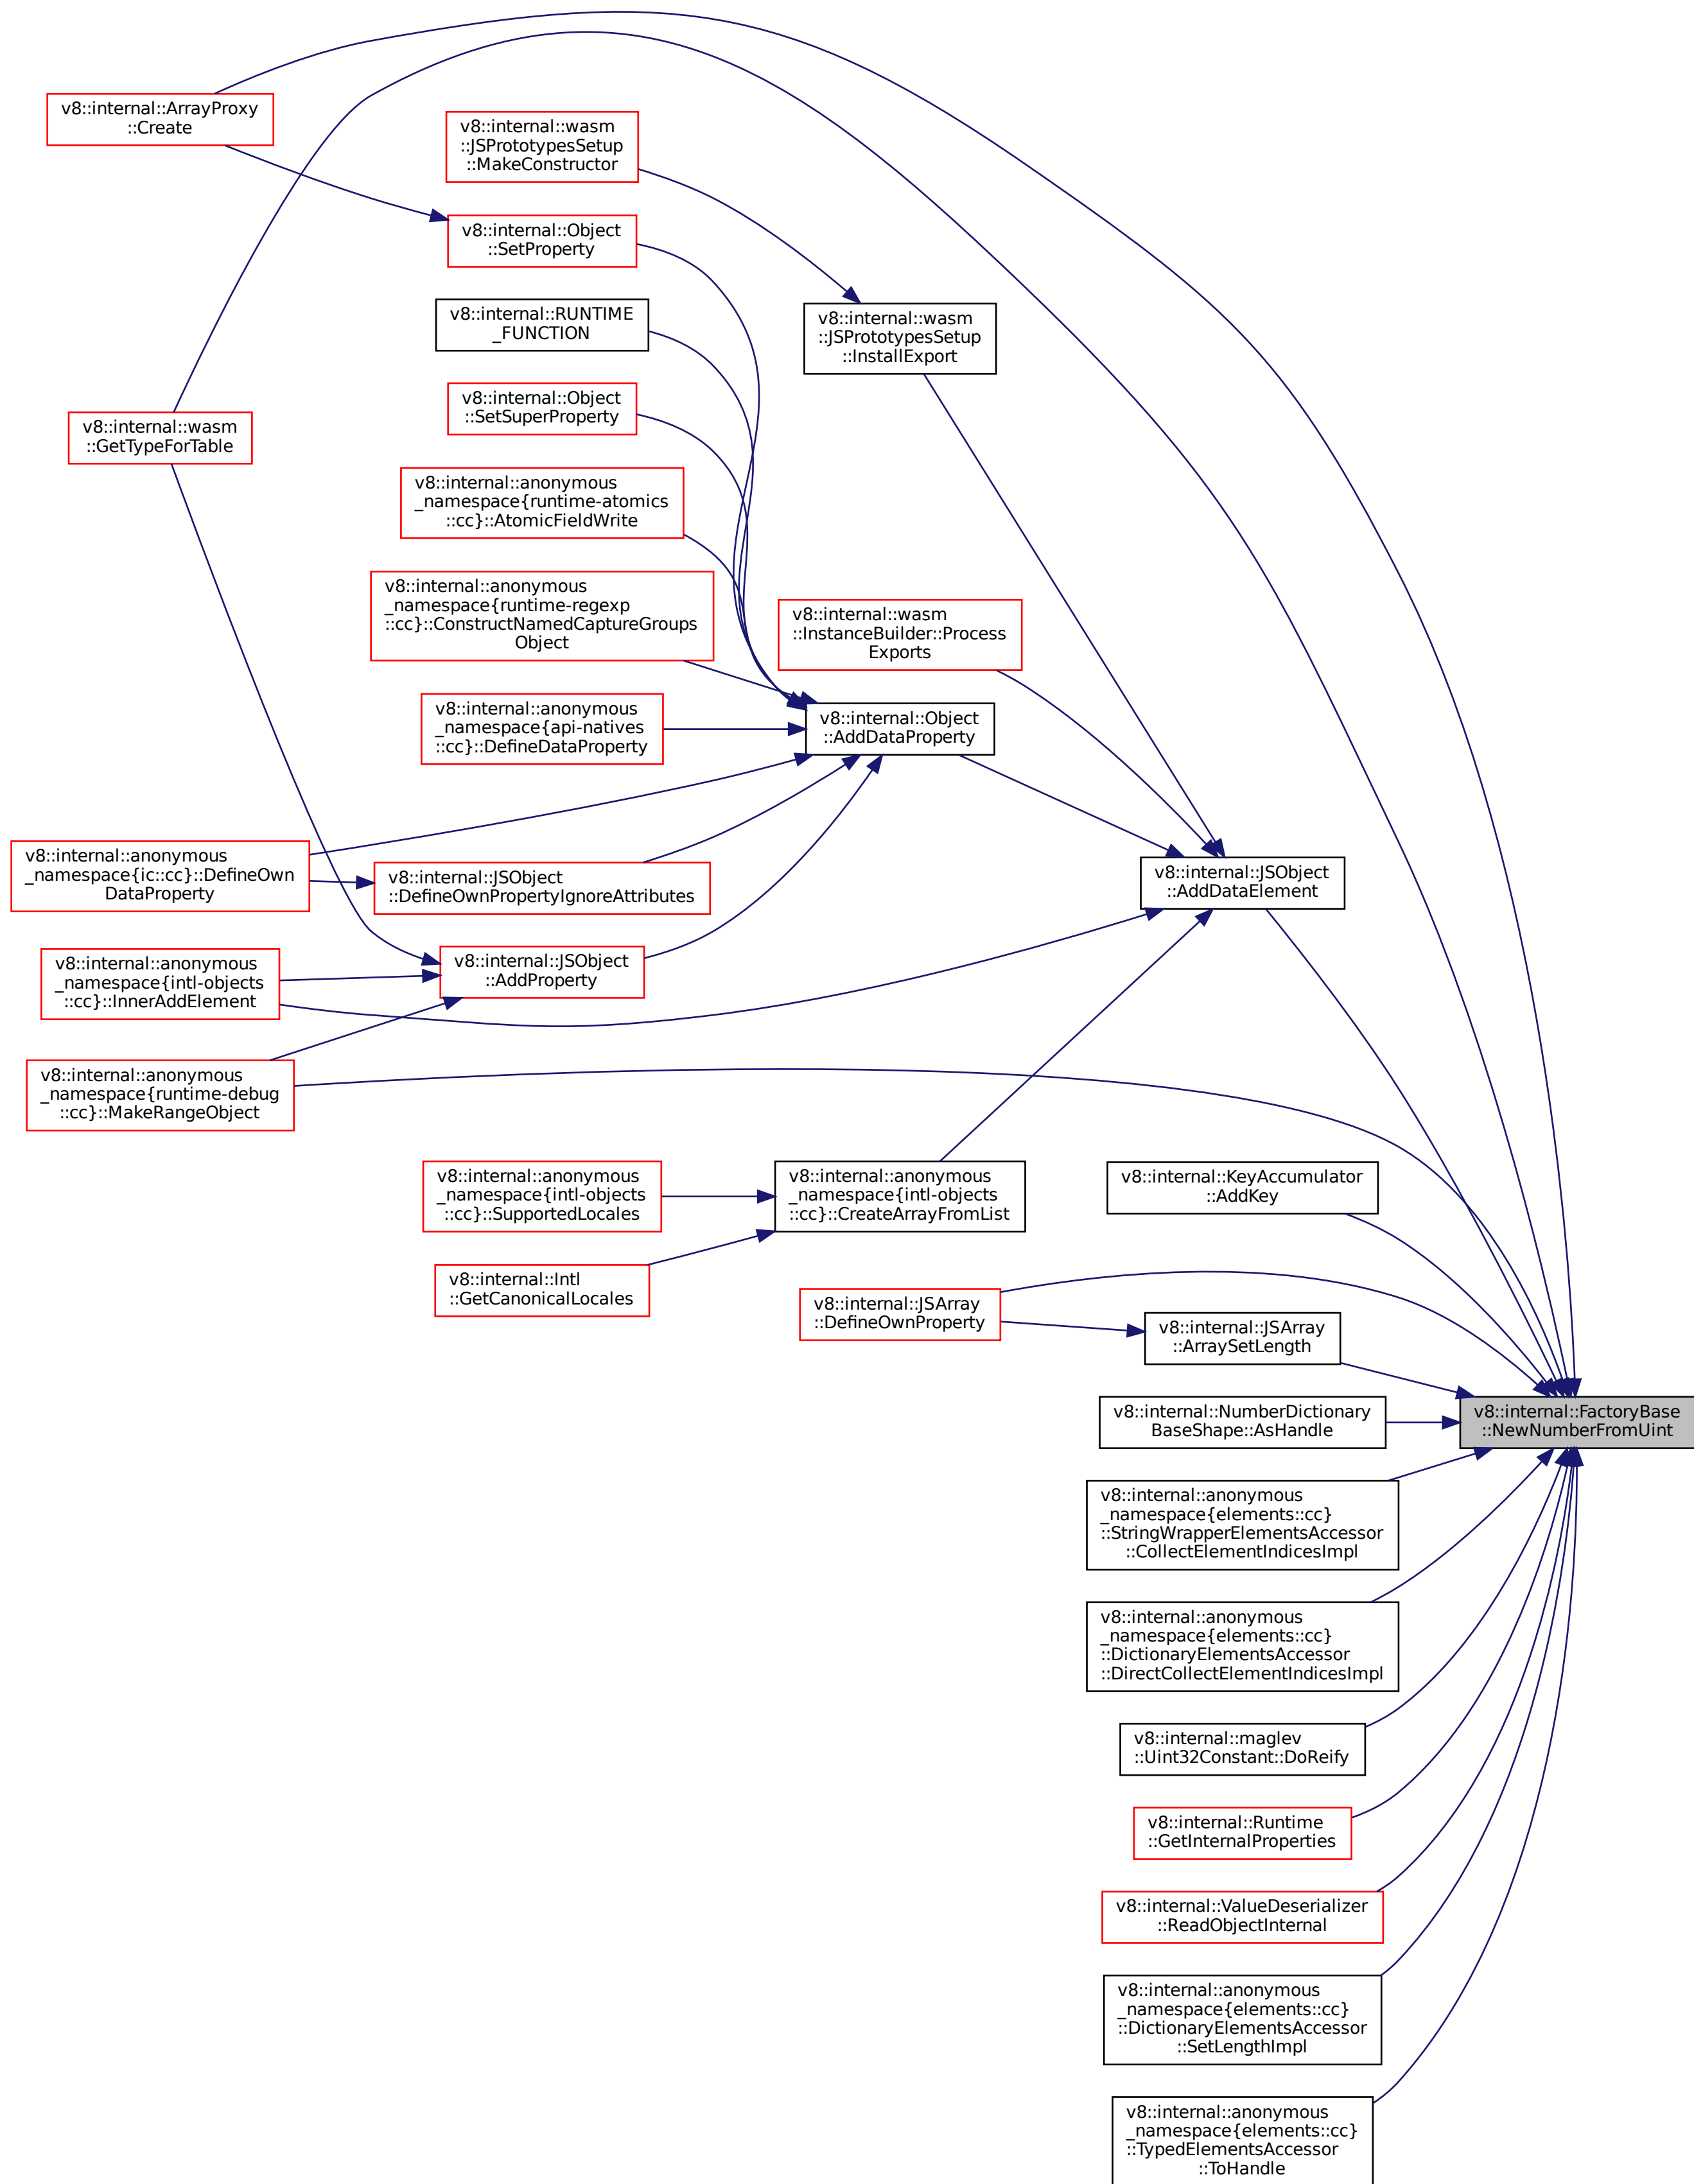 v8::internal::ArrayProxy
::Create
v8::internal::wasm
::JSPrototypesSetup
::MakeConstructor
v8::internal::Object
::SetProperty
v8::internal::RUNTIME
_FUNCTION
v8::internal::wasm
::JSPrototypesSetup
::InstallExport
v8::internal::Object
::SetSuperProperty
v8::internal::wasm
::GetTypeForTable
v8::internal::anonymous
_namespace{runtime-atomics
::cc}::AtomicFieldWrite
v8::internal::anonymous
_namespace{runtime-regexp
::cc}::ConstructNamedCaptureGroups
Object
v8::internal::wasm
::InstanceBuilder::Process
Exports
v8::internal::anonymous
_namespace{api-natives
::cc}::DefineDataProperty
v8::internal::Object
::AddDataProperty
v8::internal::anonymous
_namespace{ic::cc}::DefineOwn
DataProperty
v8::internal::JSObject
::DefineOwnPropertyIgnoreAttributes
v8::internal::JSObject
::AddDataElement
v8::internal::anonymous
_namespace{intl-objects
::cc}::InnerAddElement
v8::internal::JSObject
::AddProperty
v8::internal::anonymous
_namespace{runtime-debug
::cc}::MakeRangeObject
v8::internal::anonymous
_namespace{intl-objects
::cc}::SupportedLocales
v8::internal::anonymous
_namespace{intl-objects
::cc}::CreateArrayFromList
v8::internal::KeyAccumulator
::AddKey
v8::internal::Intl
::GetCanonicalLocales
v8::internal::JSArray
::DefineOwnProperty
v8::internal::JSArray
::ArraySetLength
v8::internal::NumberDictionary
BaseShape::AsHandle
v8::internal::FactoryBase
::NewNumberFromUint
v8::internal::anonymous
_namespace{elements::cc}
::StringWrapperElementsAccessor
::CollectElementIndicesImpl
v8::internal::anonymous
_namespace{elements::cc}
::DictionaryElementsAccessor
::DirectCollectElementIndicesImpl
v8::internal::maglev
::Uint32Constant::DoReify
v8::internal::Runtime
::GetInternalProperties
v8::internal::ValueDeserializer
::ReadObjectInternal
v8::internal::anonymous
_namespace{elements::cc}
::DictionaryElementsAccessor
::SetLengthImpl
v8::internal::anonymous
_namespace{elements::cc}
::TypedElementsAccessor
::ToHandle